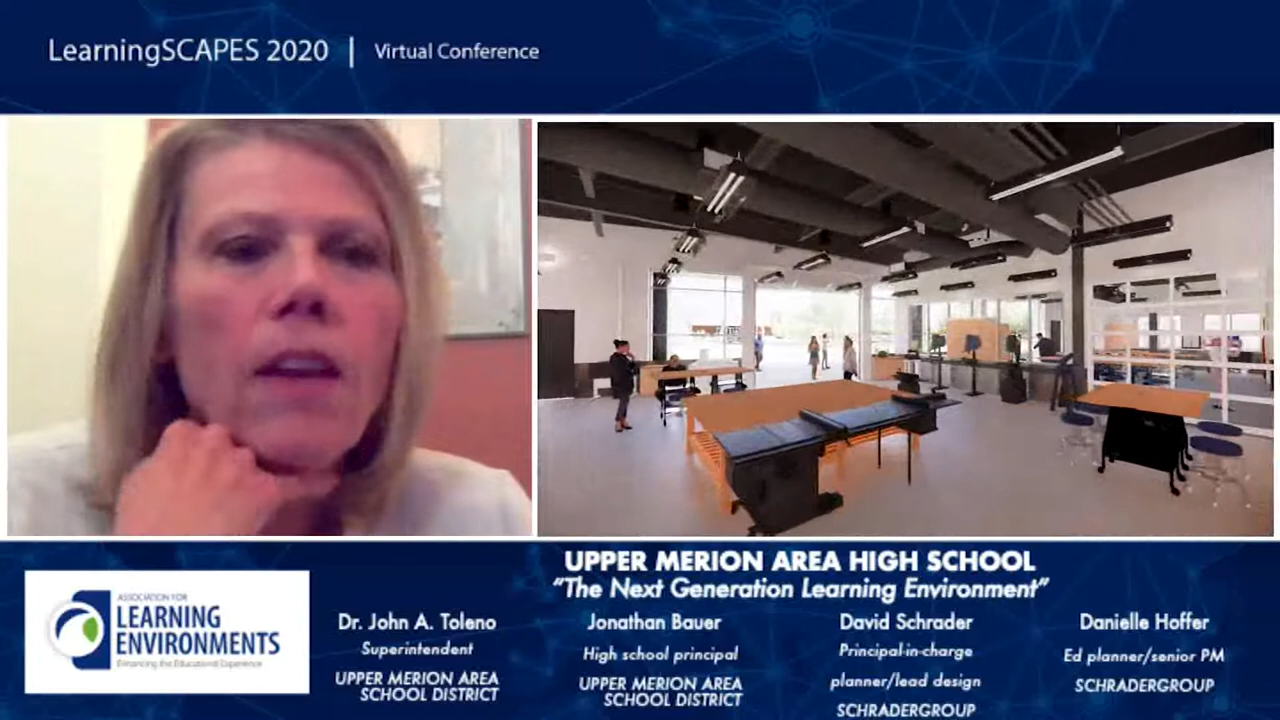 LearningSCAPES 2020 | Virtual Conference
UPPER MERION AREA HIGH SCHOOL
"The Next Generation Learning Environment"
ASSOCIATION FOR
LEARNING
ENVIRONMENTS
Enhancing the Educational Experience
Dr. John A. Toleno
Superintendent
UPPER MERION AREA
SCHOOL DISTRICT
Jonathan Bauer
High school principal
UPPER MERION AREA
SCHOOL DISTRICT
David Schrader
Principal-in-charge
planner/lead design
SCHRADERGROUP
Danielle Hoffer
Ed planner/senior PM
SCHRADERGROUP